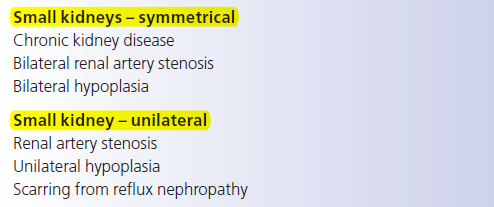 Small kidneys – symmetrical
Chronic kidney disease
Bilateral renal artery stenosis
Bilateral hypoplasia
Small kidney – unilateral
Renal artery stenosis
Unilateral hypoplasia
Scarring from reflux nephropathy